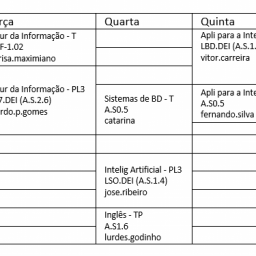 rça
Quarta
Quinta
ur da Informação - T
F-1.02
risa.maximiano
Apli para a Inte
LBD.DEI (A.S.1.
vitor.carreira
ur da Informação - PL3
7.DEI (A.S.2.6)
rdo.p.gomes
Sistemas de BD - T
A.S0.5
catarina
Apli para a Inte
A.S0.5
fernando.silva
Intelig Artificial - PL3
LSO.DEI (A.S.1.4)
jose.ribeiro
Inglês - TP
A.S1.6
lurdes.godinho